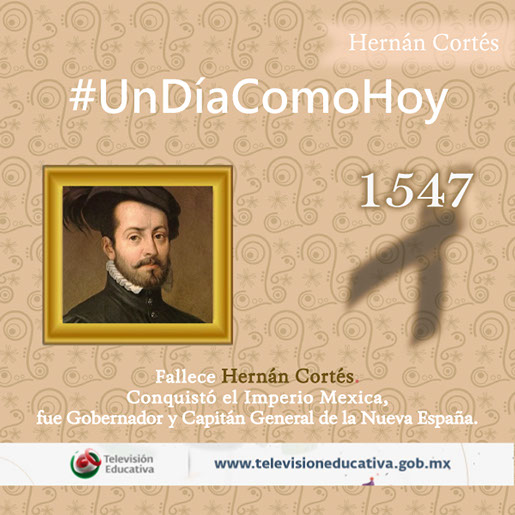 Hernán Cortés
#UnDíaComoHoy
1547
Fallece Hernán Cortés.
Conquistó el Imperio Mexica,
fue Gobernador y Capitán General de la Nueva España.
Televisión
Educativa
www.televisioneducativa.gob.mx